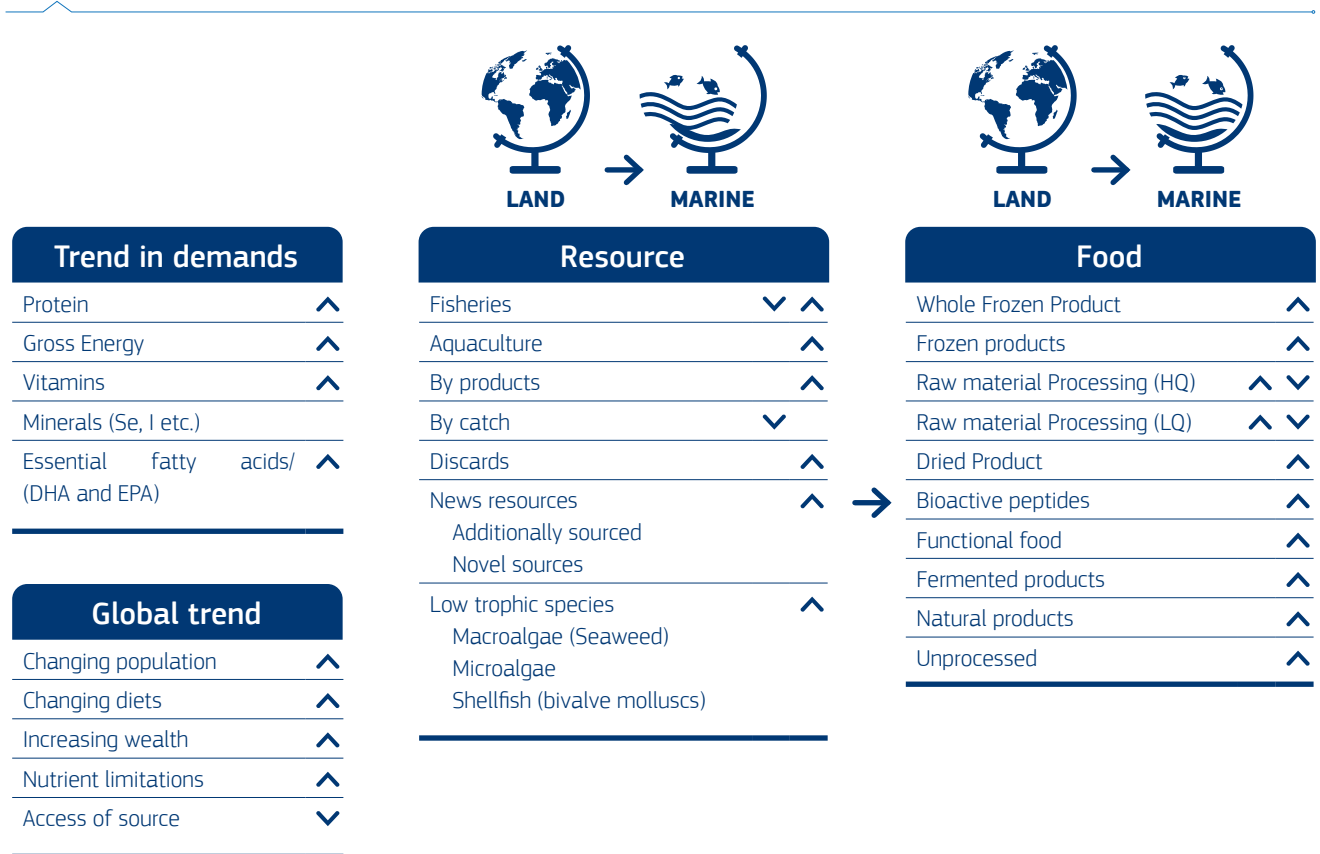 LAND
MARINE
LAND
MARINE
Trend in demands
Protein
Gross Energy
Vitamins
Minerals (Se, I etc.)
Essential fatty acids/
(DHA and EPA)
Global trend
Changing population
Changing diets
Increasing wealth
Nutrient limitations
Access of source
Resource
Fisheries
Aquaculture
By products
By catch
Discards
News resources
Additionally sourced
Novel sources
Low trophic species
Macroalgae (Seaweed)
Microalgae
Shellfish (bivalve molluscs)
Food
Whole Frozen Product
Frozen products
Raw material Processing (HQ)
Raw material Processing (LQ)
Dried Product
Bioactive peptides
Functional food
Fermented products
Natural products
Unprocessed